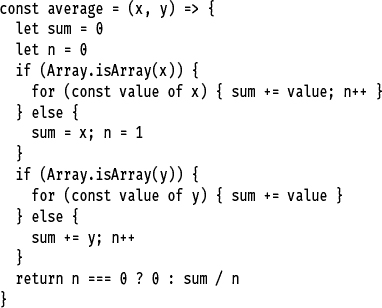 const average = (x, y) => {
  let sum = 0
  let n = 0
  if (Array.isArray(x)) {
    for (const value of x) { sum += value; n++ }
  } else {
    sum = x; n = 1
  }
  if (Array.isArray(y)) {
    for (const value of y) { sum += value }
  } else {
    sum += y; n++
  }
  return n === 0 ? 0 : sum / n
}